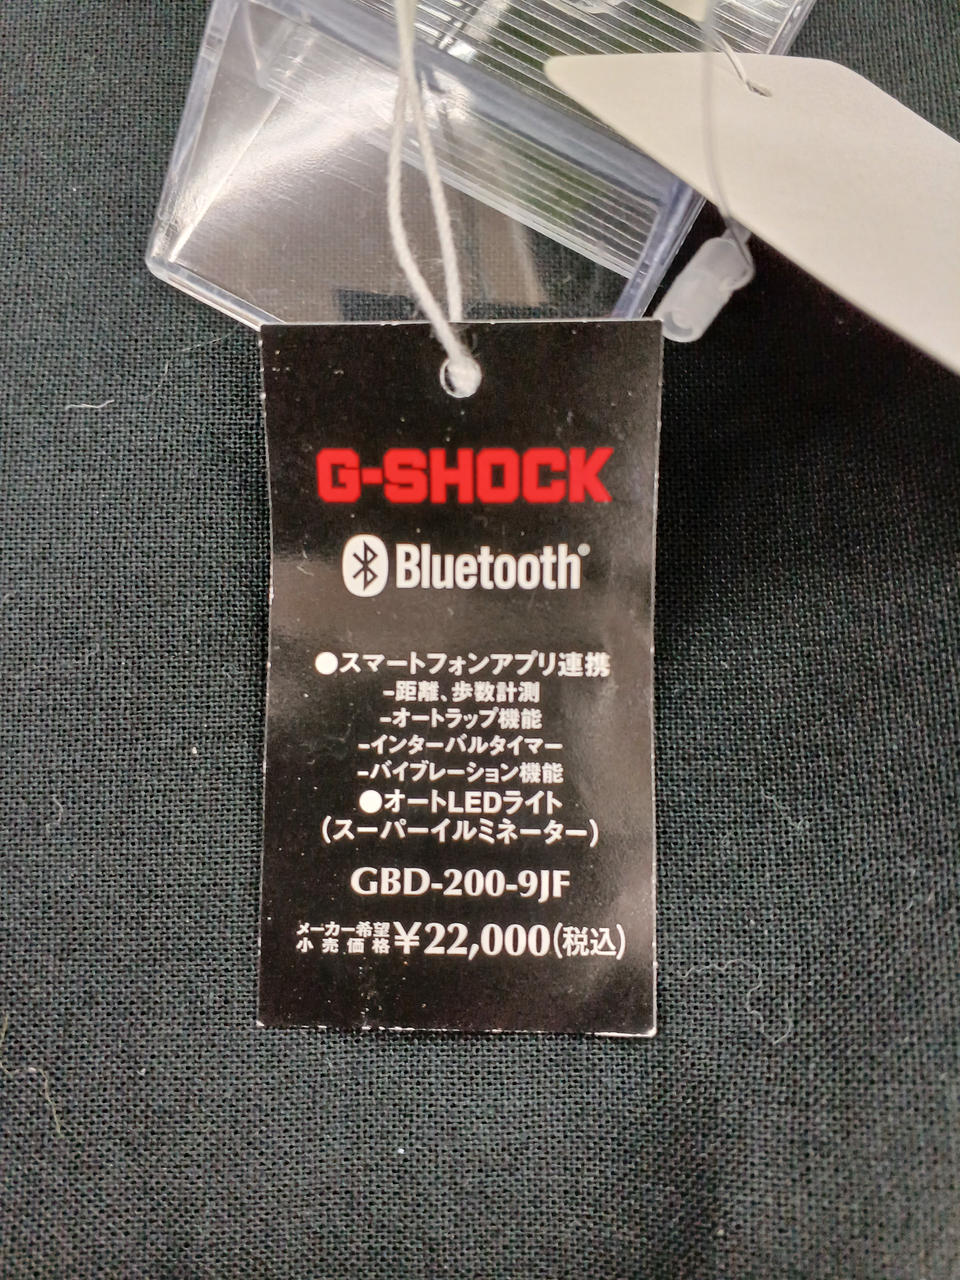 G-SHOCK
Bluetooth®
●スマートフォンアプリ連携
-距離、歩数計測
-オートラップ機能
-インターバルタイマー
-バイブレーション機能
●オートLEDライト
(スーパーイルミネーター)
GBD-200-9JF
メーカー希望
小売価格 ¥22,000(税込)